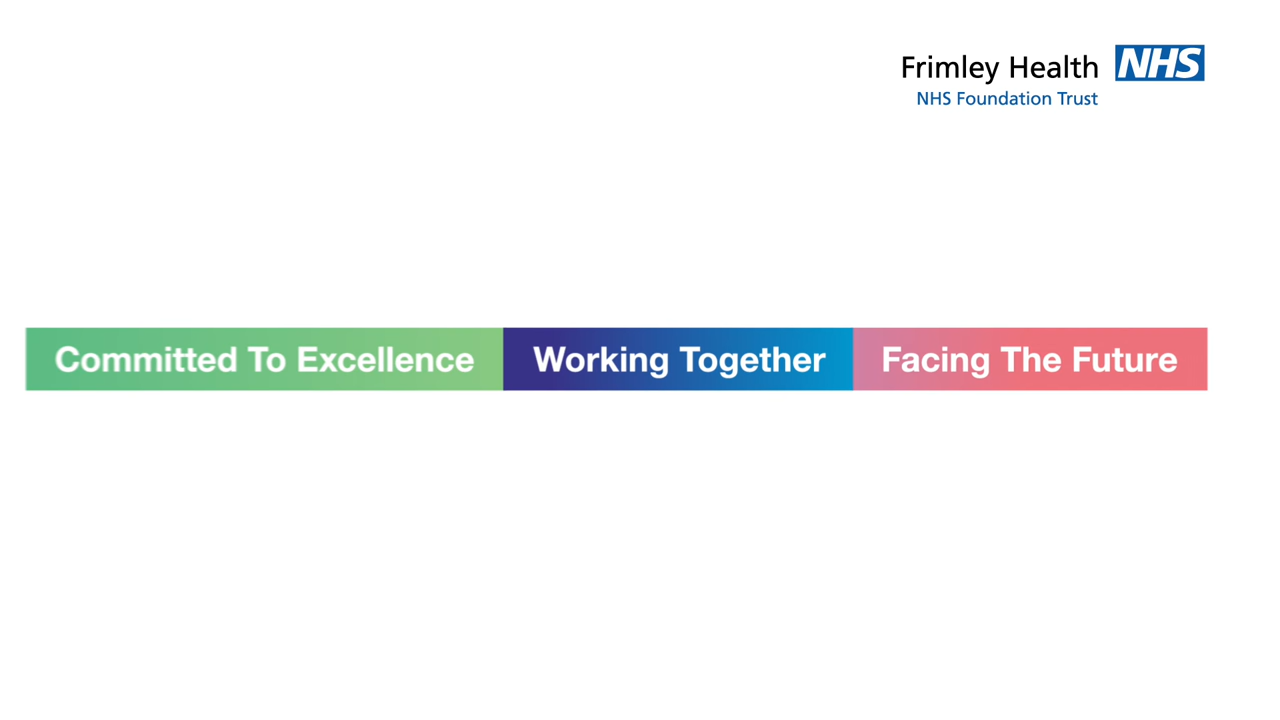 Frimley Health NHS
NHS Foundation Trust
Committed To Excellence Working Together Facing The Future